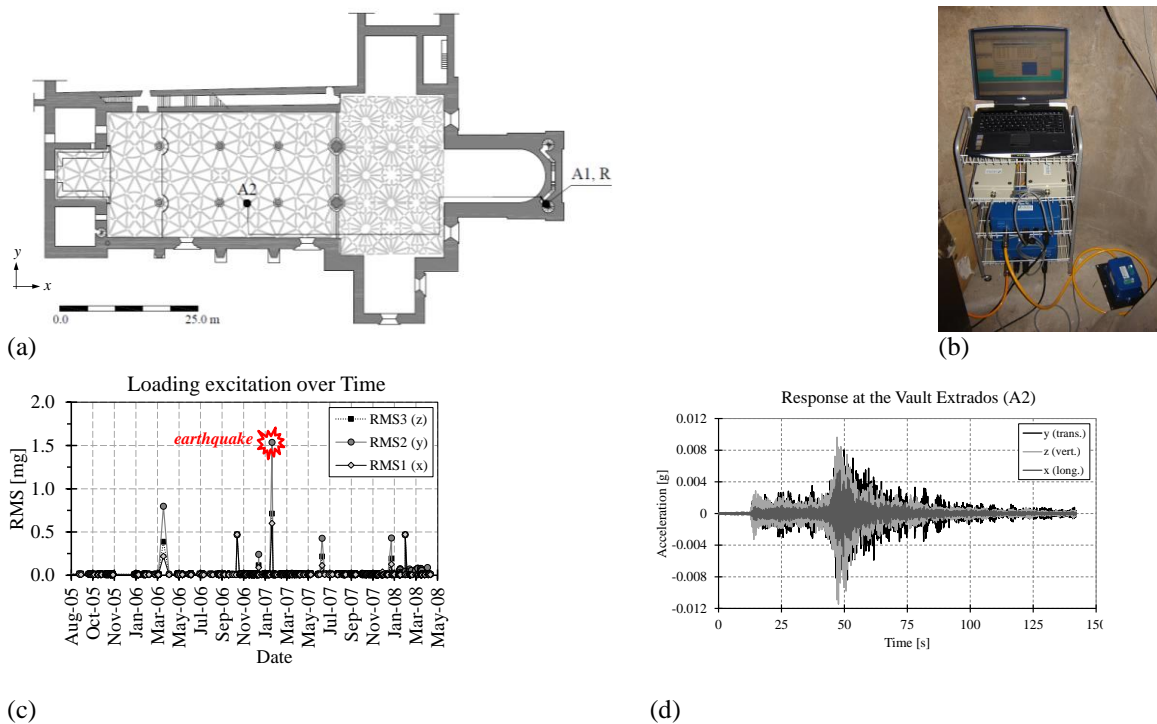 A2
A1, R
y
x
0.0
25.0 m
(a)
(b)
Loading excitation over Time
2.0
1.5
1.0
0.5
0.0
RMS [mg]
earthquake
RMS3 (z)
RMS2 (y)
RMS1 (x)
Aug-05
Oct-05
Nov-05
Jan-06
Mar-06
May-06
Jul-06
Sep-06
Nov-06
Jan-07
Mar-07
May-07
Jul-07
Sep-07
Nov-07
Jan-08
Mar-08
May-08
Date
(c)
Response at the Vault Extrados (A2)
0.012
0.008
0.004
0
-0.004
-0.008
-0.012
Acceleration [g]
y (trans.)
z (vert.)
x (long.)
0
25
50
75
100
125
15
Time [s]
(d)